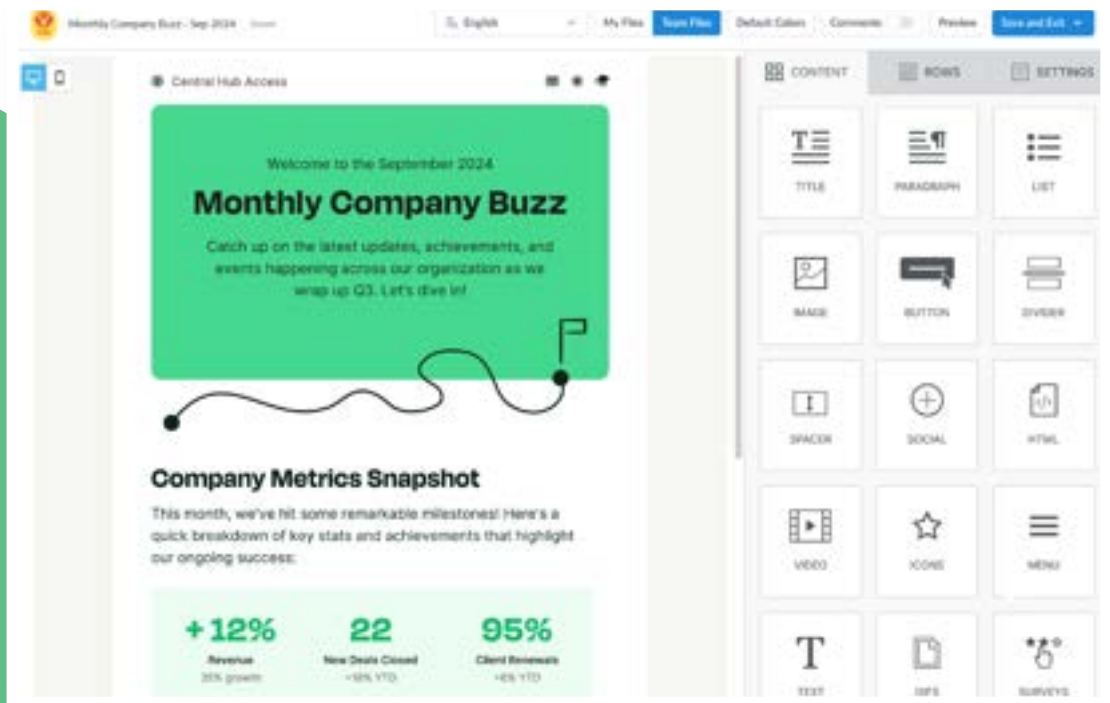 Monthly Company Buzz - Sep 2024
English
My Files
Team Files
Default Colors
Comments
Preview
Save and Exit
Central Hub Access
Welcome to the September 2024
Monthly Company Buzz
Catch up on the latest updates, achievements, and
events happening across our organization as we
wrap up Q3. Let's dive in!
Company Metrics Snapshot
This month, we've hit some remarkable milestones! Here's a
quick breakdown of key stats and achievements that highlight
our ongoing success:
+12%
22
95%
Revenue
New Deals Closed
Client Renewals
growth
YTD
YTD
CONTENT
ROWS
SETTINGS
TITLE
PARAGRAPH
LIST
IMAGE
BUTTON
DIVIDER
SPACER
SOCIAL
HTML
VIDEO
ICONS
MENU
TEXT
SURVEYS